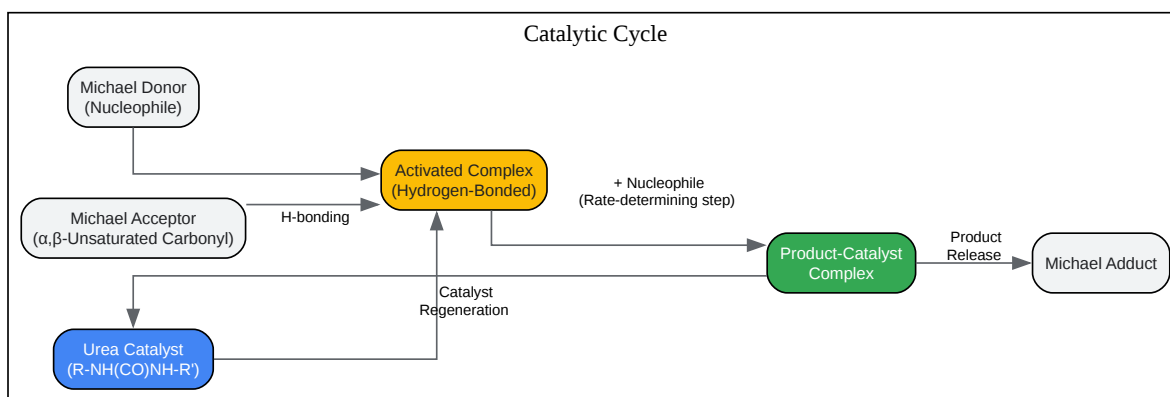 Catalytic Cycle
Michael Donor
(Nucleophile)
Activated Complex
(Hydrogen-Bonded)
+ Nucleophile
(Rate-determining step)
Michael Acceptor
(α,β-Unsaturated Carbonyl)
H-bonding
Product-Catalyst
Complex
Product
Release
Michael Adduct
Catalyst
Regeneration
Urea Catalyst
(R-NH(CO)NH-R')